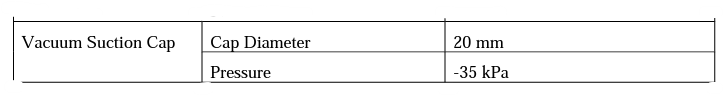 Vacuum Suction Cap Cap Diameter 20 mm
Pressure -35 kPa